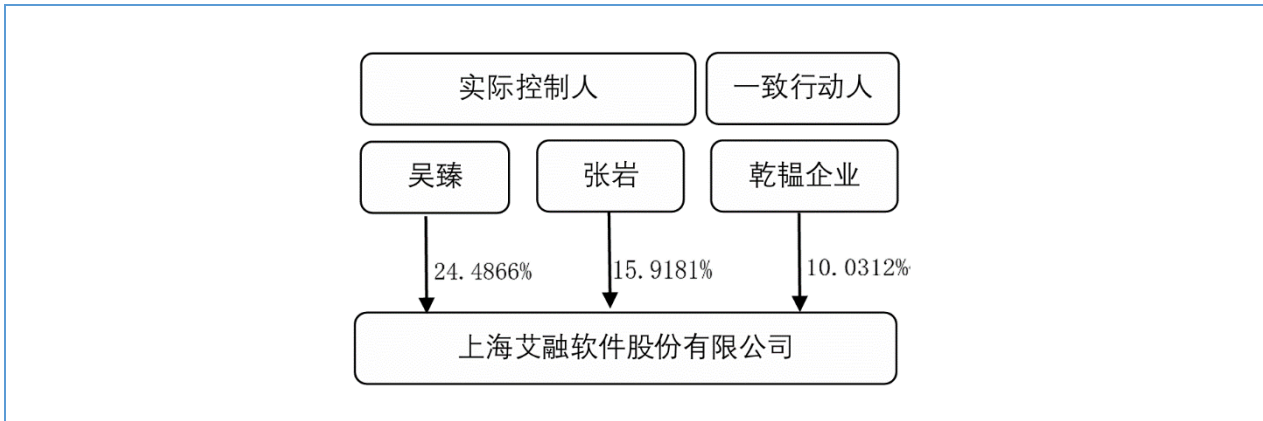 实际控制人 一致行动人
吴臻 张岩 乾韫企业
24.4866% 15.9181% 10.0312%
上海艾融软件股份有限公司